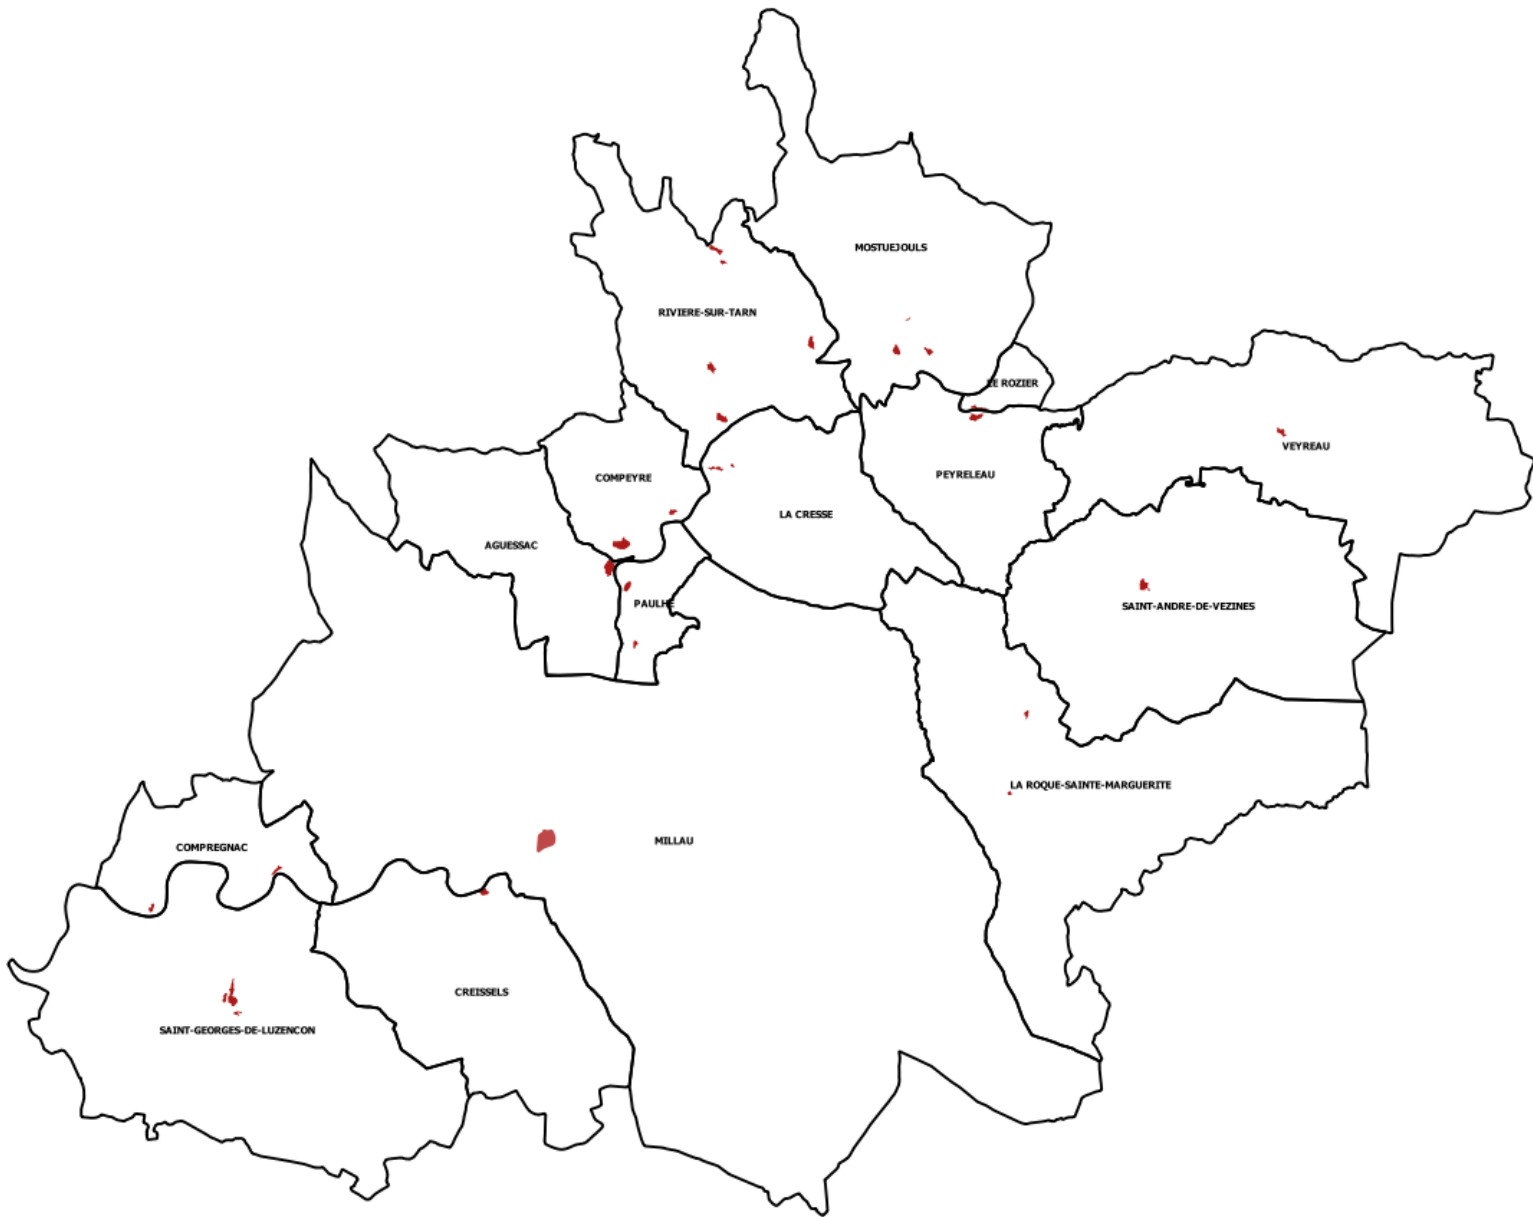 MOSTUEJOULS
RIVIERE-SUR-TARN
LE ROZIER
VEYREAU
COMPEYRE
PEYRELEAU
LA CRESSE
AGUESSAC
PAULHE
SAINT-ANDRE-DE-VEZINES
LA ROQUE-SAINTE-MARGUERITE
MILLAU
COMPREGNAC
CREISSELS
SAINT-GEORGES-DE-LUZENCON